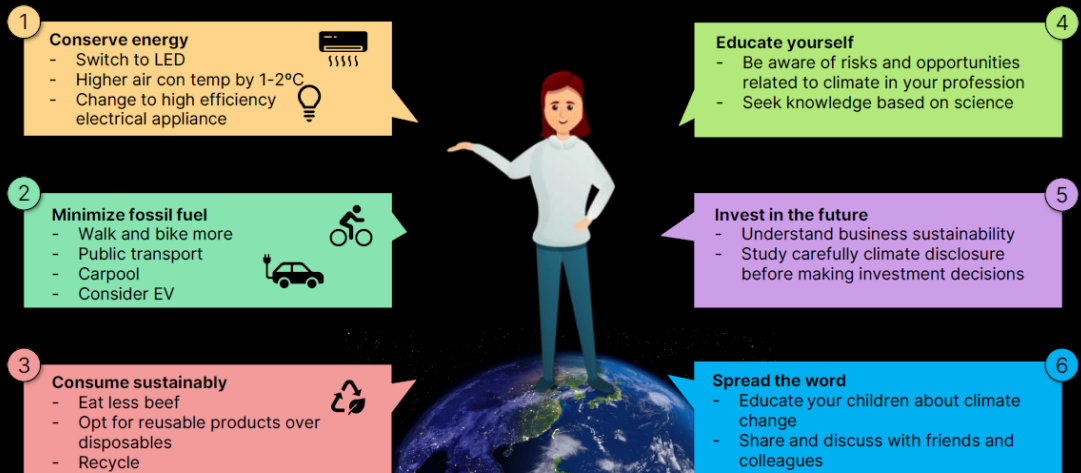 1
Conserve energy
- Switch to LED
- Higher air con temp by 1-2ºC
- Change to high efficiency
electrical appliance
2
Minimize fossil fuel
- Walk and bike more
- Public transport
- Carpool
- Consider EV
3
Consume sustainably
- Eat less beef
- Opt for reusable products over
disposables
- Recycle
4
Educate yourself
- Be aware of risks and opportunities
related to climate in your profession
- Seek knowledge based on science
5
Invest in the future
- Understand business sustainability
- Study carefully climate disclosure
before making investment decisions
6
Spread the word
- Educate your children about climate
change
- Share and discuss with friends and
colleagues